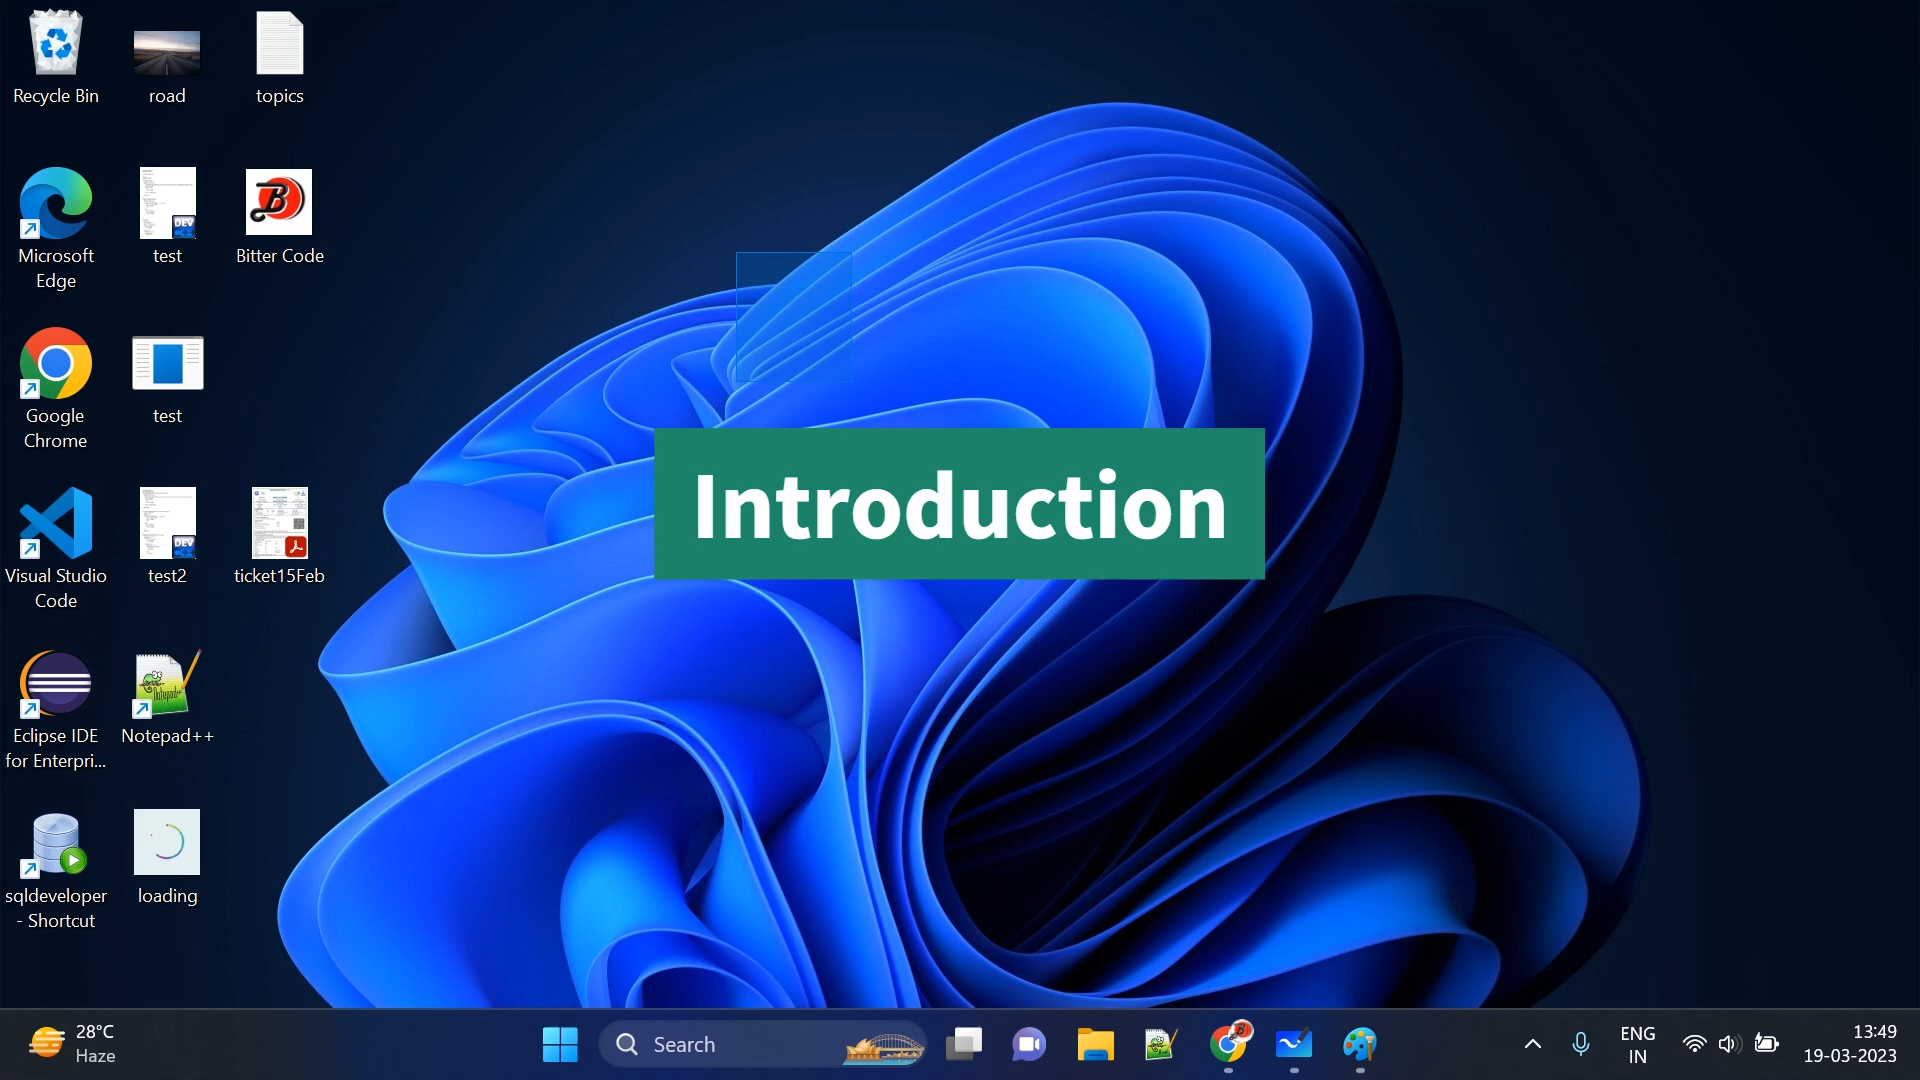 Recycle Bin
road
topics
Microsoft
Edge
test
Bitter Code
Google
Chrome
test
Introduction
Visual Studio
Code
test2
ticket15Feb
Eclipse IDE
for Enterpri...
Notepad++
sqldeveloper
- Shortcut
loading
28°C
Haze
Search
ENG
IN
13:49
19-03-2023